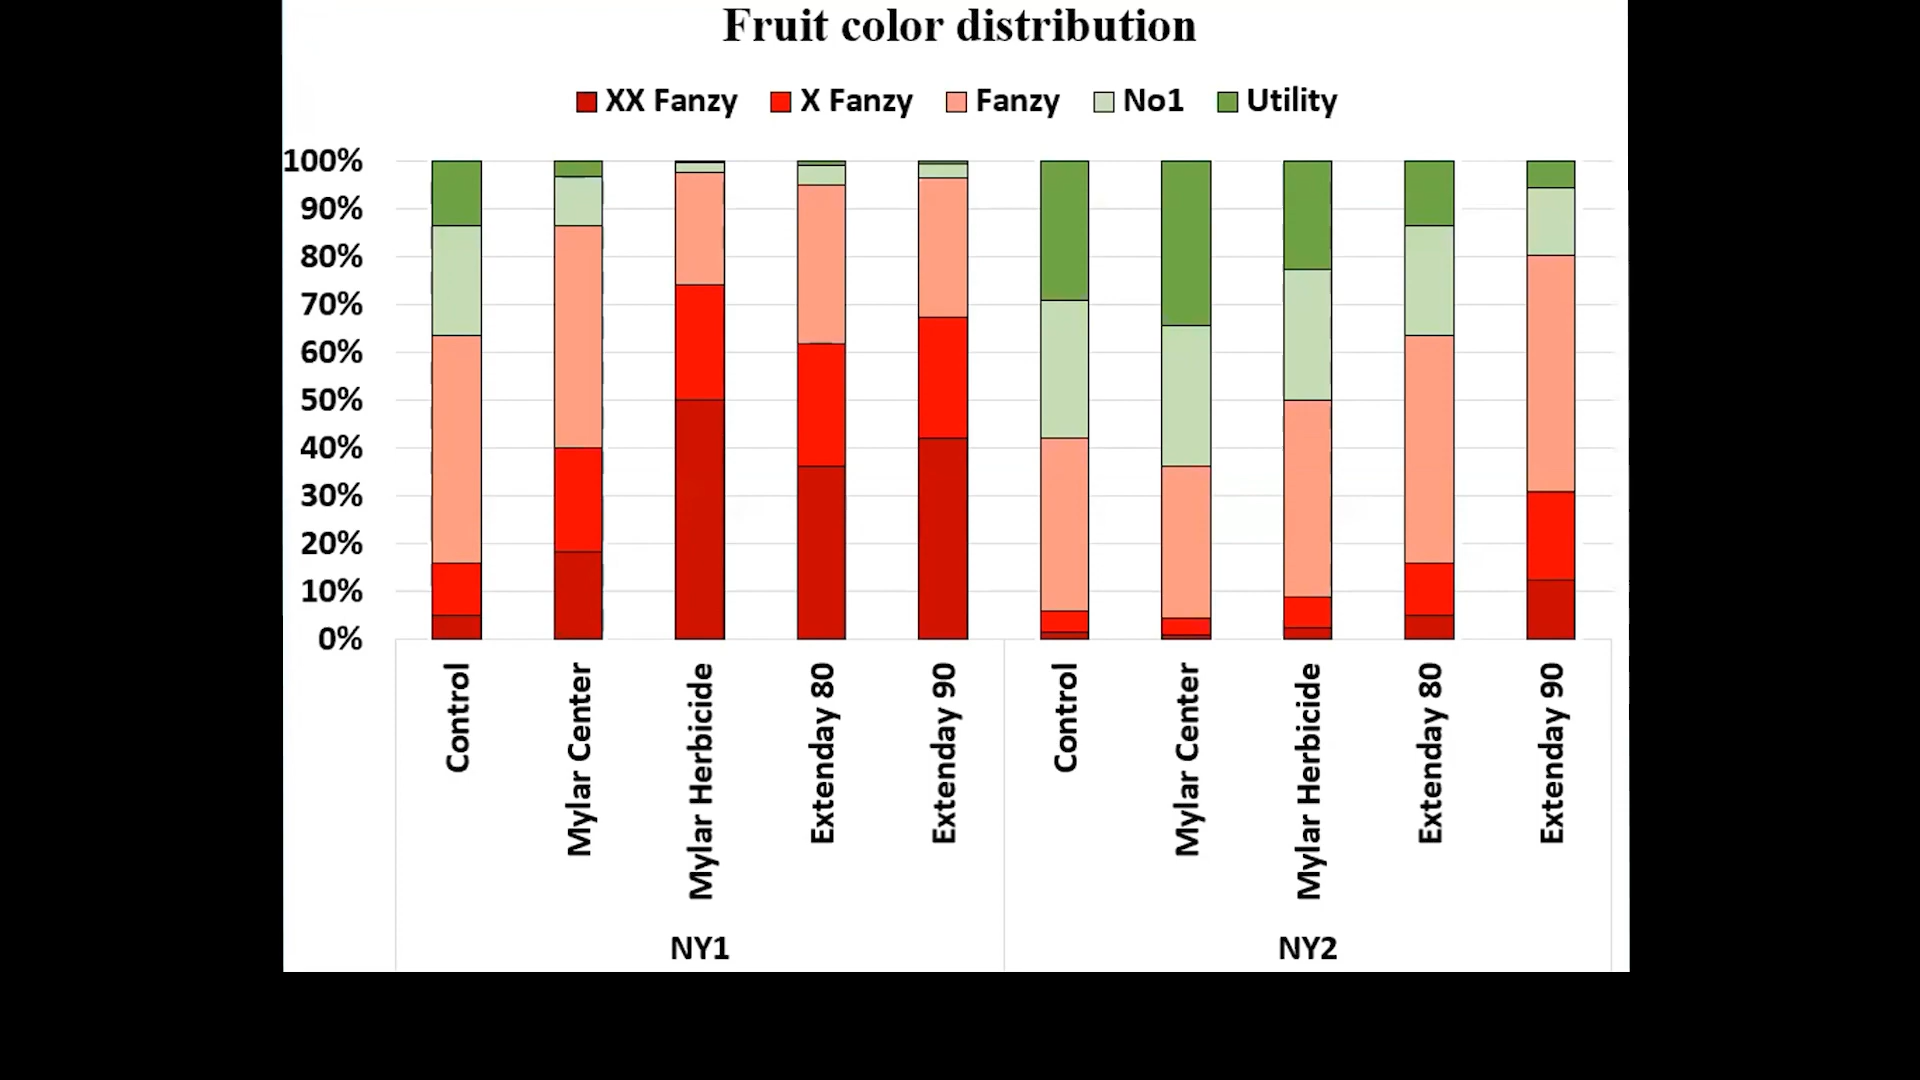 Fruit color distribution
XX Fanzy X Fanzy Fanzy No1 Utility
100%
90%
80%
70%
60%
50%
40%
30%
20%
10%
0%
Control
Mylar Center
Mylar Herbicide
Extenday 80
Extenday 90
Control
Mylar Center
Mylar Herbicide
Extenday 80
Extenday 90
NY1
NY2